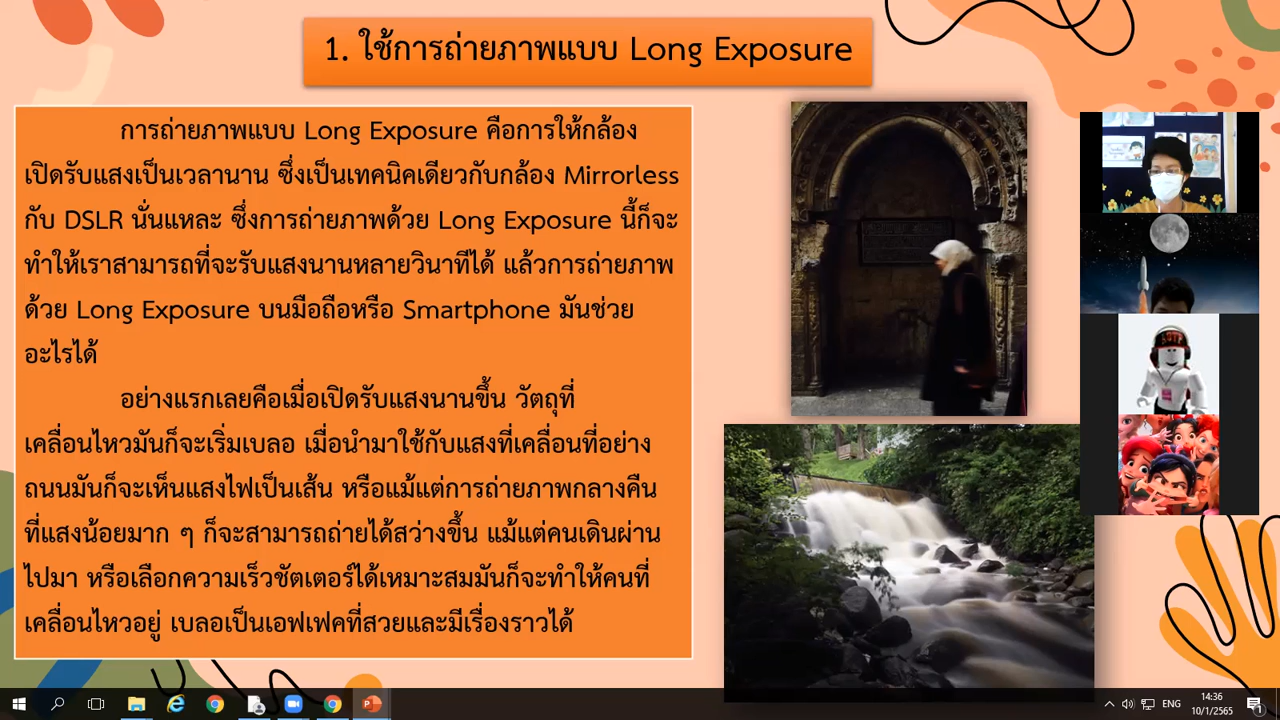 1. ใช้การถ่ายภาพแบบ Long Exposure
การถ่ายภาพแบบ Long Exposure คือการให้กล้อง
เปิดรับแสงเป็นเวลานาน ซึ่งเป็นเทคนิคเดียวกับกล้อง Mirrorless
กับ DSLR นั่นแหละ ซึ่งการถ่ายภาพด้วย Long Exposure นี้ก็จะ
ทำให้เราสามารถที่จะรับแสงนานหลายวินาทีได้ แล้วการถ่ายภาพ
ด้วย Long Exposure บนมือถือหรือ Smartphone มันช่วย
อะไรได้
อย่างแรกเลยคือเมื่อเปิดรับแสงนานขึ้น วัตถุที่
เคลื่อนไหวมันก็จะเริ่มเบลอ เมื่อนำมาใช้กับแสงที่เคลื่อนที่อย่าง
ถนนมันก็จะเห็นแสงไฟเป็นเส้น หรือแม้แต่การถ่ายภาพกลางคืน
ที่แสงน้อยมาก ๆ ก็จะสามารถถ่ายได้สว่างขึ้น แม้แต่คนเดินผ่าน
ไปมา หรือเลือกความเร็วชัตเตอร์ได้เหมาะสมมันก็จะทำให้คนที่
เคลื่อนไหวอยู่ เบลอเป็นเอฟเฟคที่สวยและมีเรื่องราวได้
ENG
14:36
10/1/2565
1